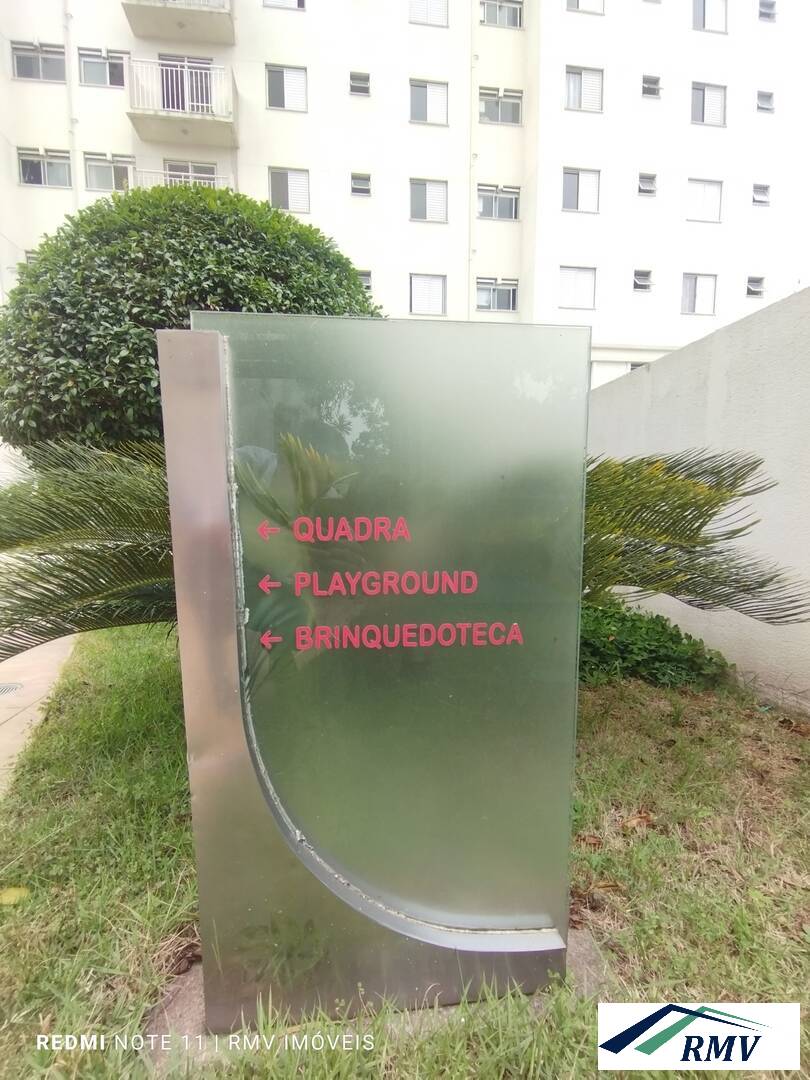 ← QUADRA
← PLAYGROUND
← BRINQUEDOTECA
REDMI NOTE 11 | RMV IMÓVEIS
RMV